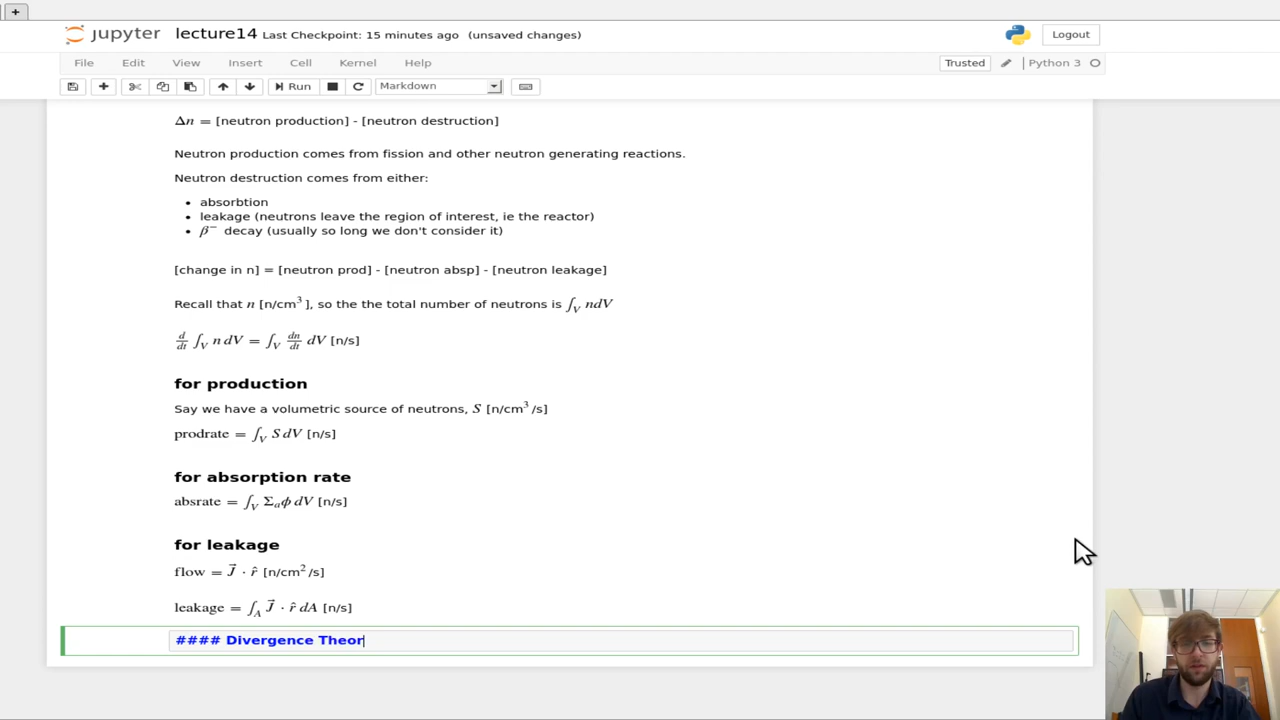 +
jupyter lecture14 Last Checkpoint: 15 minutes ago (unsaved changes) Logout
File Edit View Insert Cell Kernel Help Trusted Python 3
Run Markdown
Δn = [neutron production] - [neutron destruction]
Neutron production comes from fission and other neutron generating reactions.
Neutron destruction comes from either:
• absorbtion
• leakage (neutrons leave the region of interest, ie the reactor)
• β⁻ decay (usually so long we don't consider it)
[change in n] = [neutron prod] - [neutron absp] - [neutron leakage]
Recall that n [n/cm³], so the the total number of neutrons is ∫_V ndV
d/dt ∫_V n dV = ∫_V dn/dt dV [n/s]
for production
Say we have a volumetric source of neutrons, S [n/cm³/s]
prodrate = ∫_V S dV [n/s]
for absorption rate
absrate = ∫_V Σₐϕ dV [n/s]
for leakage
flow = J⃗ · r̂ [n/cm²/s]
leakage = ∫_A J⃗ · r̂ dA [n/s]
#### Divergence Theor